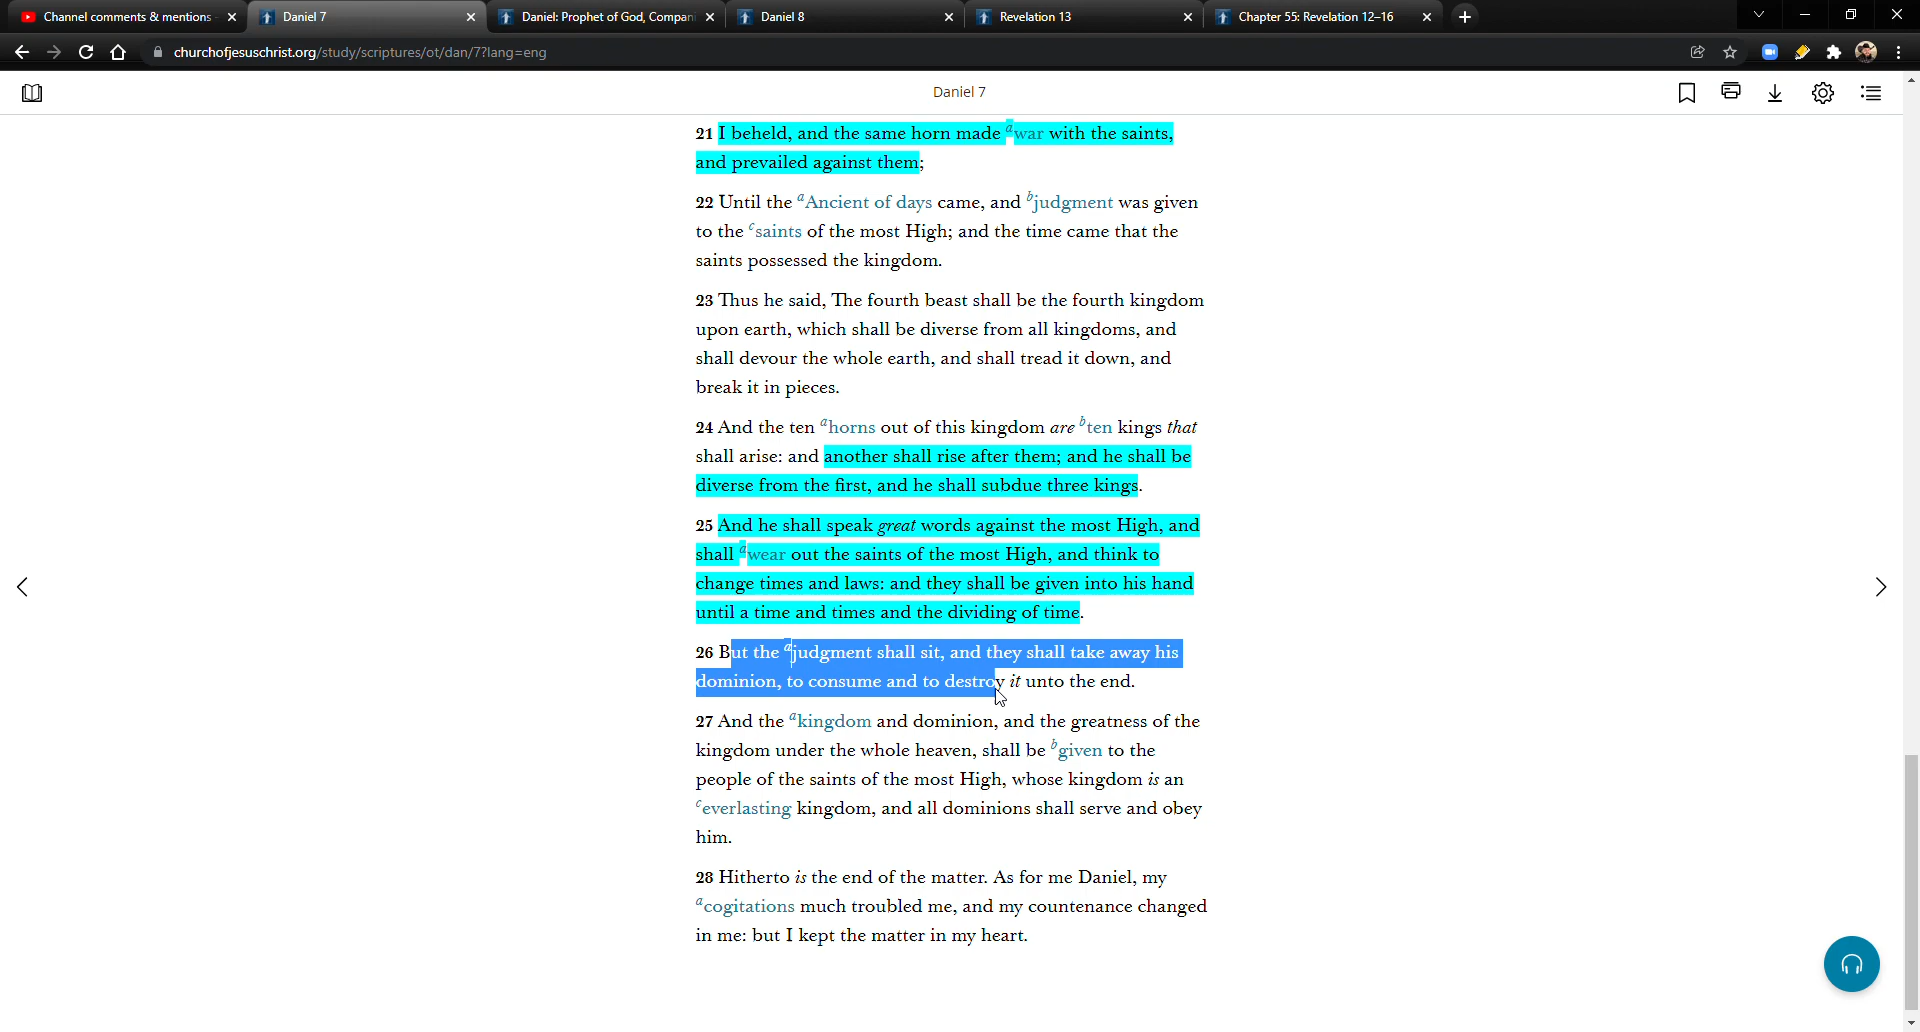 Channel comments & mentions
Daniel 7
Daniel: Prophet of God, Compani
Daniel 8
Revelation 13
Chapter 55: Revelation 12–16
churchofjesuschrist.org/study/scriptures/ot/dan/7?lang=eng
Daniel 7
21 I beheld, and the same horn made a war with the saints,
and prevailed against them;
22 Until the a Ancient of days came, and b judgment was given
to the c saints of the most High; and the time came that the
saints possessed the kingdom.
23 Thus he said, The fourth beast shall be the fourth kingdom
upon earth, which shall be diverse from all kingdoms, and
shall devour the whole earth, and shall tread it down, and
break it in pieces.
24 And the ten a horns out of this kingdom are b ten kings that
shall arise: and another shall rise after them; and he shall be
diverse from the first, and he shall subdue three kings.
25 And he shall speak great words against the most High, and
shall a wear out the saints of the most High, and think to
change times and laws: and they shall be given into his hand
until a time and times and the dividing of time.
26 But the a judgment shall sit, and they shall take away his
dominion, to consume and to destroy it unto the end.
27 And the a kingdom and dominion, and the greatness of the
kingdom under the whole heaven, shall be b given to the
people of the saints of the most High, whose kingdom is an
c everlasting kingdom, and all dominions shall serve and obey
him.
28 Hitherto is the end of the matter. As for me Daniel, my
a cogitations much troubled me, and my countenance changed
in me: but I kept the matter in my heart.